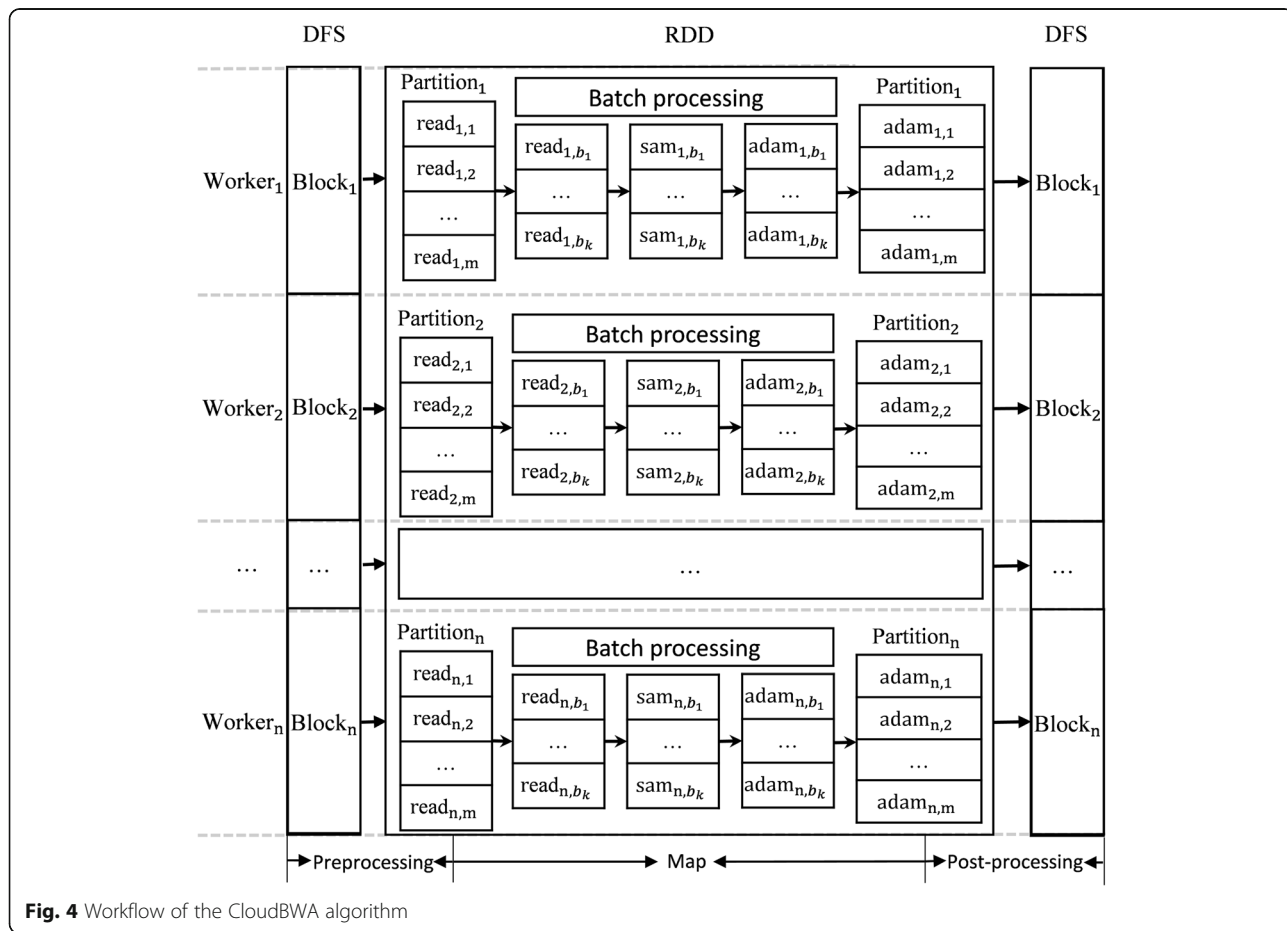 DFS RDD DFS
Partition₁ Partition₁
Batch processing
read₁,₁ adam₁,₁
read₁,b₁ sam₁,b₁ adam₁,b₁
read₁,₂ adam₁,₂
Worker₁ Block₁ Block₁
… … …
… …
read₁,bₖ sam₁,bₖ adam₁,bₖ
read₁,m adam₁,m
Partition₂ Partition₂
Batch processing
read₂,₁ adam₂,₁
read₂,b₁ sam₂,b₁ adam₂,b₁
Worker₂ Block₂ read₂,₂ adam₂,₂ Block₂
… … …
… …
read₂,bₖ sam₂,bₖ adam₂,bₖ
read₂,m adam₂,m
… … … …
Partitionₙ Partitionₙ
Batch processing
readₙ,₁ adamₙ,₁
readₙ,b₁ samₙ,b₁ adamₙ,b₁
Workerₙ Blockₙ readₙ,₂ adamₙ,₂ Blockₙ
… … …
… …
readₙ,bₖ samₙ,bₖ adamₙ,bₖ
readₙ,m adamₙ,m
Preprocessing Map Post-processing
Fig. 4 Workflow of the CloudBWA algorithm